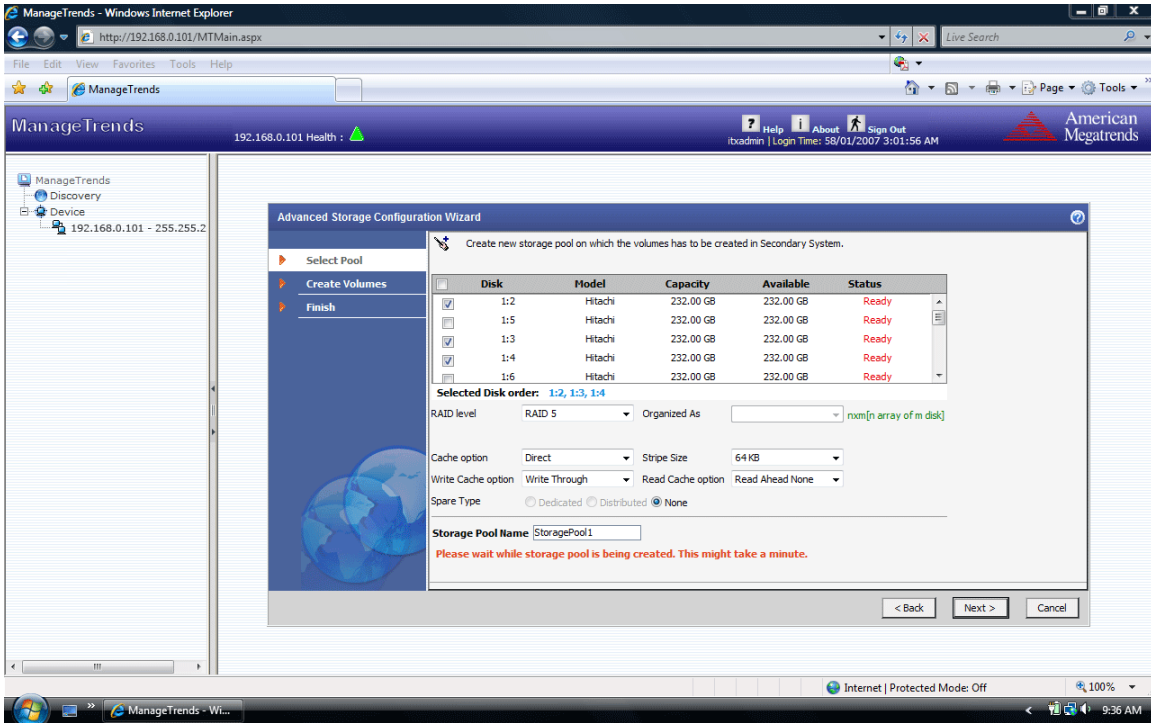 ManageTrends - Windows Internet Explorer
http://192.168.0.101/MTMain.aspx
Live Search
File Edit View Favorites Tools Help
ManageTrends
Page Tools
ManageTrends
192.168.0.101 Health :
? Help i About Sign Out
itxadmin | Login Time: 58/01/2007 3:01:56 AM
American
Megatrends
ManageTrends
Discovery
Device
192.168.0.101 - 255.255.2
Advanced Storage Configuration Wizard
?
Select Pool
Create Volumes
Finish
Create new storage pool on which the volumes has to be created in Secondary System.
Disk Model Capacity Available Status
1:2 Hitachi 232.00 GB 232.00 GB Ready
1:5 Hitachi 232.00 GB 232.00 GB Ready
1:3 Hitachi 232.00 GB 232.00 GB Ready
1:4 Hitachi 232.00 GB 232.00 GB Ready
1:6 Hitachi 232.00 GB 232.00 GB Ready
Selected Disk order: 1:2, 1:3, 1:4
RAID level RAID 5 Organized As nxm[n array of m disk]
Cache option Direct Stripe Size 64 KB
Write Cache option Write Through Read Cache option Read Ahead None
Spare Type Dedicated Distributed None
Storage Pool Name StoragePool1
Please wait while storage pool is being created. This might take a minute.
< Back Next > Cancel
Internet | Protected Mode: Off 100%
ManageTrends - Wi... 9:36 AM